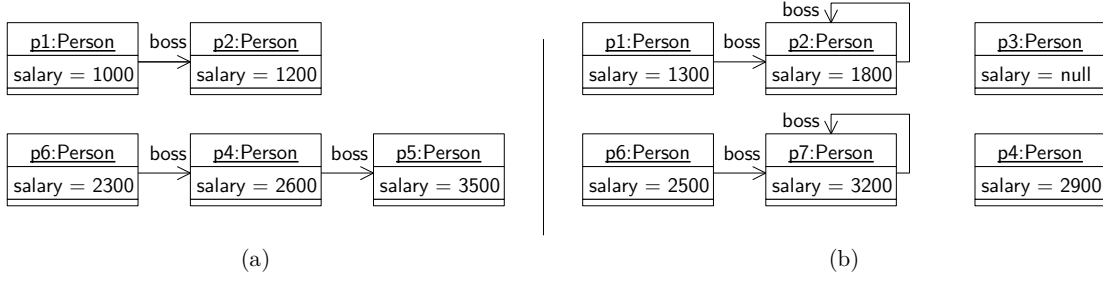 p1:Person
salary = 1000
boss
p2:Person
salary = 1200
p6:Person
salary = 2300
boss
p4:Person
salary = 2600
boss
p5:Person
salary = 3500
(a)
p1:Person
salary = 1300
boss
boss
p2:Person
salary = 1800
p3:Person
salary = null
p6:Person
salary = 2500
boss
boss
p7:Person
salary = 3200
p4:Person
salary = 2900
(b)